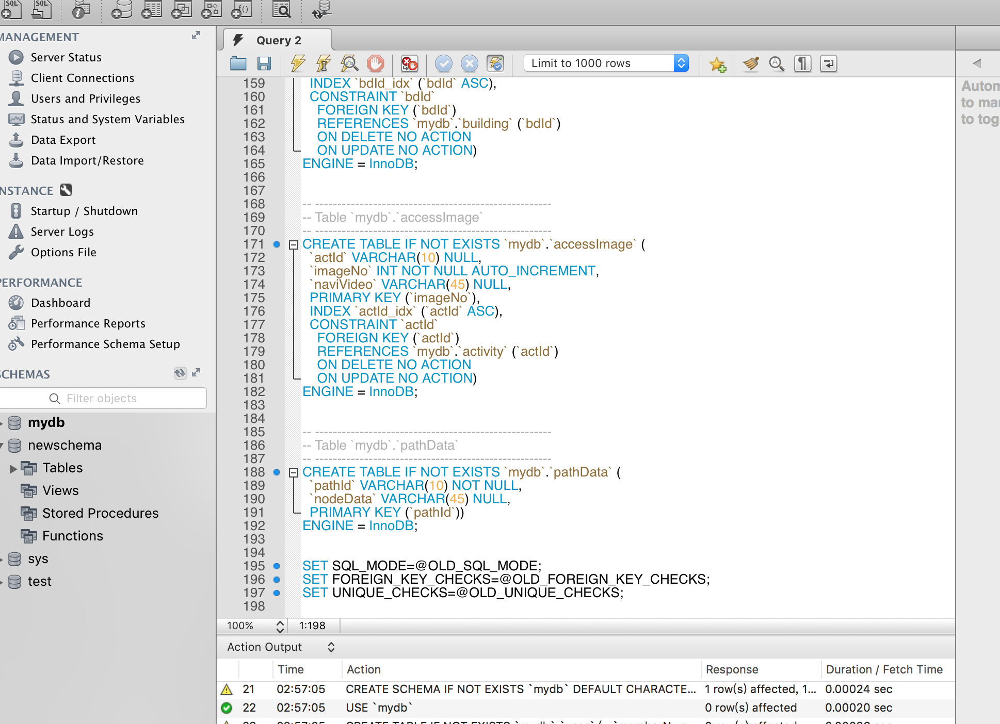 SQL
SQL
MANAGEMENT
Server Status
Client Connections
Users and Privileges
Status and System Variables
Data Export
Data Import/Restore
NSTANCE
Startup / Shutdown
Server Logs
Options File
PERFORMANCE
Dashboard
Performance Reports
Performance Schema Setup
SCHEMAS
Filter objects
mydb
newschema
Tables
Views
Stored Procedures
Functions
sys
test
Query 2
Limit to 1000 rows
159 INDEX `bdId_idx` (`bdId` ASC),
160 CONSTRAINT `bdId`
161 FOREIGN KEY (`bdId`)
162 REFERENCES `mydb`.`building` (`bdId`)
163 ON DELETE NO ACTION
164 ON UPDATE NO ACTION)
165 ENGINE = InnoDB;
166
167
168 -- -----------------------------------------------------
169 -- Table `mydb`.`accessImage`
170 -- -----------------------------------------------------
171 CREATE TABLE IF NOT EXISTS `mydb`.`accessImage` (
172 `actId` VARCHAR(10) NULL,
173 `imageNo` INT NOT NULL AUTO_INCREMENT,
174 `naviVideo` VARCHAR(45) NULL,
175 PRIMARY KEY (`imageNo`),
176 INDEX `actId_idx` (`actId` ASC),
177 CONSTRAINT `actId`
178 FOREIGN KEY (`actId`)
179 REFERENCES `mydb`.`activity` (`actId`)
180 ON DELETE NO ACTION
181 ON UPDATE NO ACTION)
182 ENGINE = InnoDB;
183
184
185 -- -----------------------------------------------------
186 -- Table `mydb`.`pathData`
187 -- -----------------------------------------------------
188 CREATE TABLE IF NOT EXISTS `mydb`.`pathData` (
189 `pathId` VARCHAR(10) NOT NULL,
190 `nodeData` VARCHAR(45) NULL,
191 PRIMARY KEY (`pathId`))
192 ENGINE = InnoDB;
193
194
195 SET SQL_MODE=@OLD_SQL_MODE;
196 SET FOREIGN_KEY_CHECKS=@OLD_FOREIGN_KEY_CHECKS;
197 SET UNIQUE_CHECKS=@OLD_UNIQUE_CHECKS;
198
100% 1:198
Action Output
Time Action Response Duration / Fetch Time
21 02:57:05 CREATE SCHEMA IF NOT EXISTS `mydb` DEFAULT CHARACTE... 1 row(s) affected, 1... 0.00024 sec
22 02:57:05 USE `mydb` 0 row(s) affected 0.00020 sec
Autom
to ma
to tog